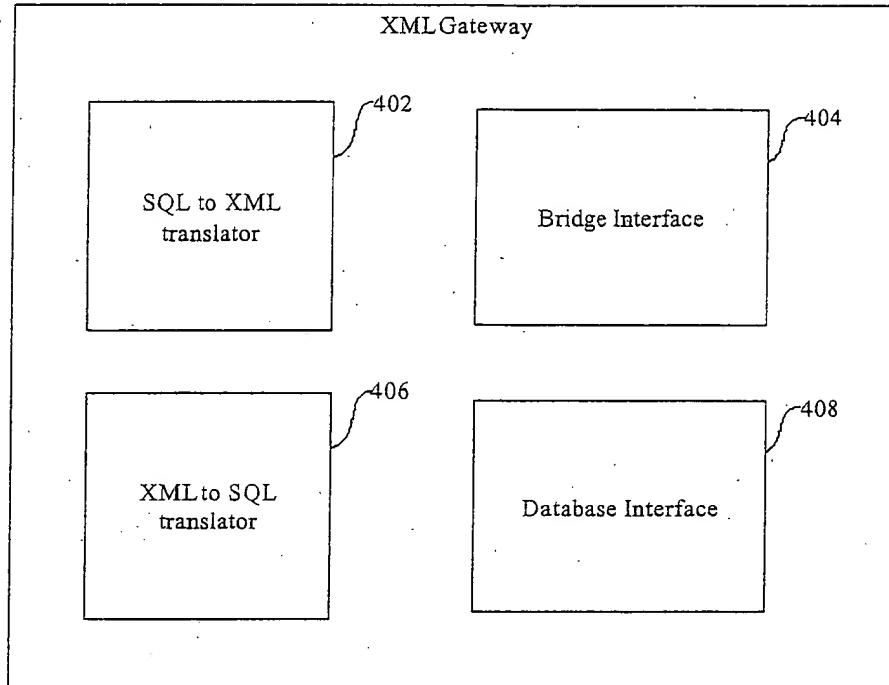 XML Gateway
402
404
SQL to XML
translator
Bridge Interface
406
408
XML to SQL
translator
Database Interface